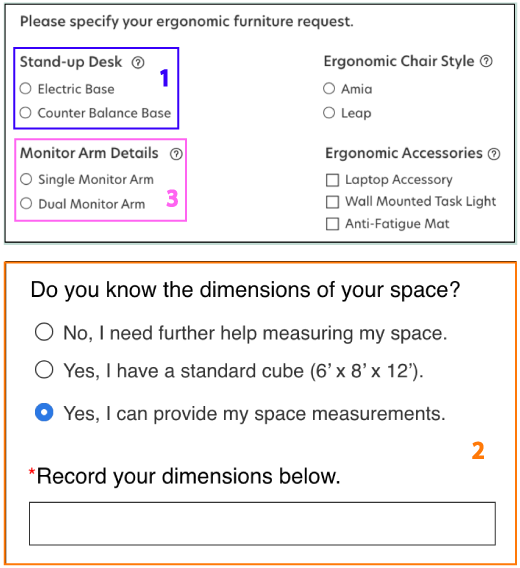 Please specify your ergonomic furniture request.
Stand-up Desk ?
1
Electric Base
Counter Balance Base
Ergonomic Chair Style ?
Amia
Leap
Monitor Arm Details ?
Single Monitor Arm
Dual Monitor Arm
3
Ergonomic Accessories ?
Laptop Accessory
Wall Mounted Task Light
Anti-Fatigue Mat
Do you know the dimensions of your space?
No, I need further help measuring my space.
Yes, I have a standard cube (6’ x 8’ x 12’).
Yes, I can provide my space measurements.
2
*Record your dimensions below.